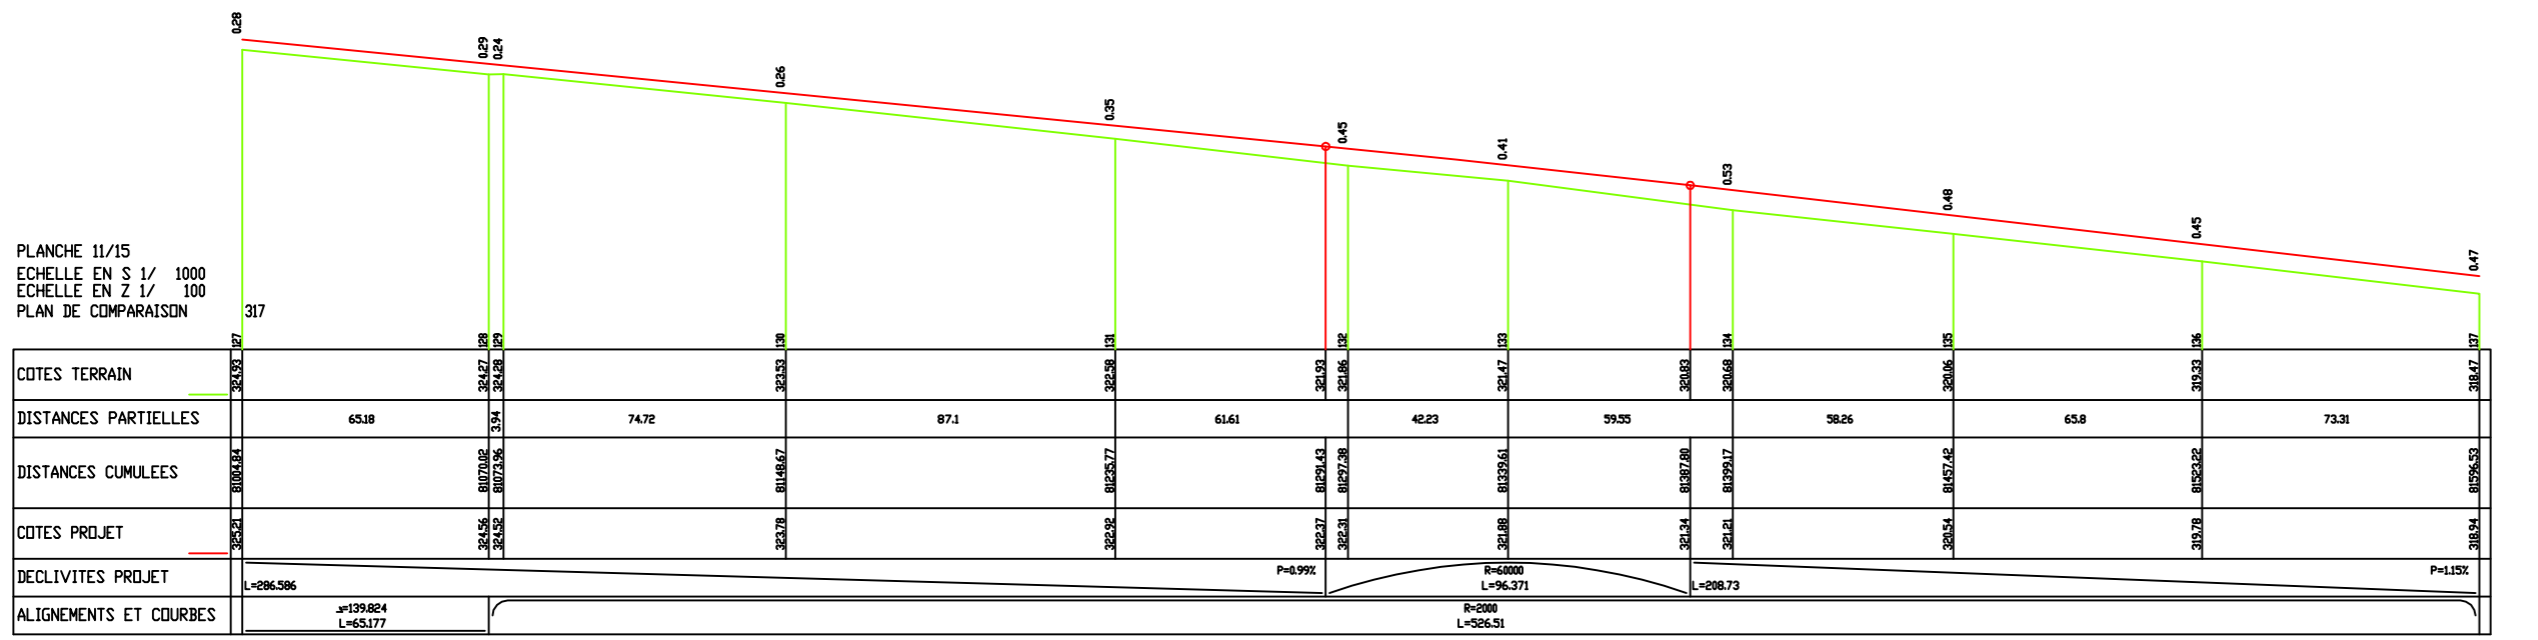 0.28 0.29 0.24 0.26 0.35 0.45 0.41 0.53 0.48 0.45 0.47
PLANCHE 11/15
ECHELLE EN S 1/ 1000
ECHELLE EN Z 1/ 100
PLAN DE COMPARAISON 317
127 128 129 130 131 132 133 134 135 136 137
COTES TERRAIN 324.93 324.27 324.28 323.53 322.58 321.93 321.86 321.47 320.83 320.68 320.06 319.33 318.47
DISTANCES PARTIELLES 65.18 3.94 74.72 87.1 61.61 42.23 59.55 58.26 65.8 73.31
DISTANCES CUMULEES 81004.84 81070.02 81073.96 81148.67 81235.77 81291.43 81297.38 81339.61 81387.80 81399.17 81457.42 81523.22 81596.53
COTES PROJET 325.21 324.56 324.52 323.78 322.92 322.37 322.31 321.88 321.34 321.21 320.54 319.78 318.94
DECLIVITES PROJET L=286.586 P=0.99% R=60000 L=96.371 L=208.73 P=1.15%
ALIGNEMENTS ET COURBES =139.824 L=65.177 R=2000 L=526.51